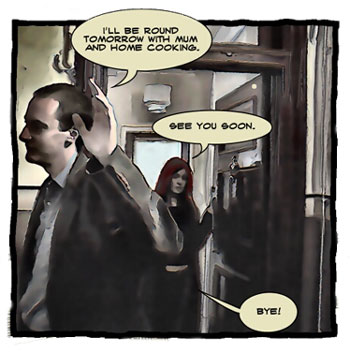 I'LL BE ROUND
TOMORROW WITH MUM
AND HOME COOKING.
SEE YOU SOON.
BYE!